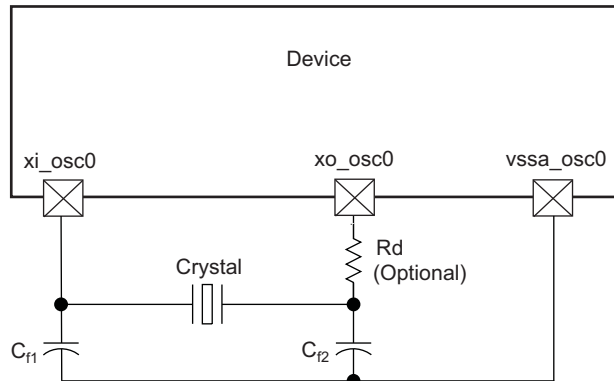 Device
xi_osc0
xo_osc0
vssa_osc0
Rd
(Optional)
Crystal
Cf1
Cf2